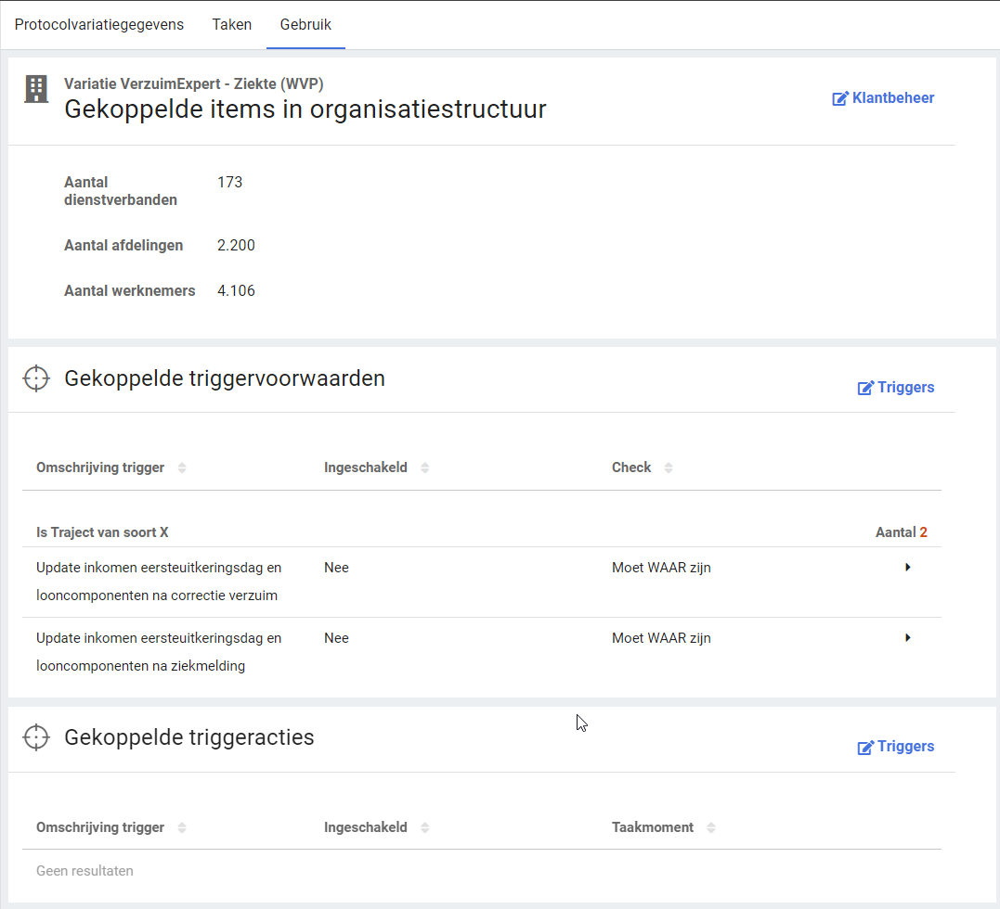 Protocolvariatiegegevens Taken Gebruik
Variatie VerzuimExpert - Ziekte (WVP)
Gekoppelde items in organisatiestructuur
Klantbeheer
Aantal
dienstverbanden 173
Aantal afdelingen 2.200
Aantal werknemers 4.106
Gekoppelde triggervoorwaarden
Triggers
Omschrijving trigger Ingeschakeld Check
Is Traject van soort X Aantal 2
Update inkomen eersteuitkeringsdag en Nee Moet WAAR zijn
looncomponenten na correctie verzuim
Update inkomen eersteuitkeringsdag en Nee Moet WAAR zijn
looncomponenten na ziekmelding
Gekoppelde triggeracties
Triggers
Omschrijving trigger Ingeschakeld Taakmoment
Geen resultaten